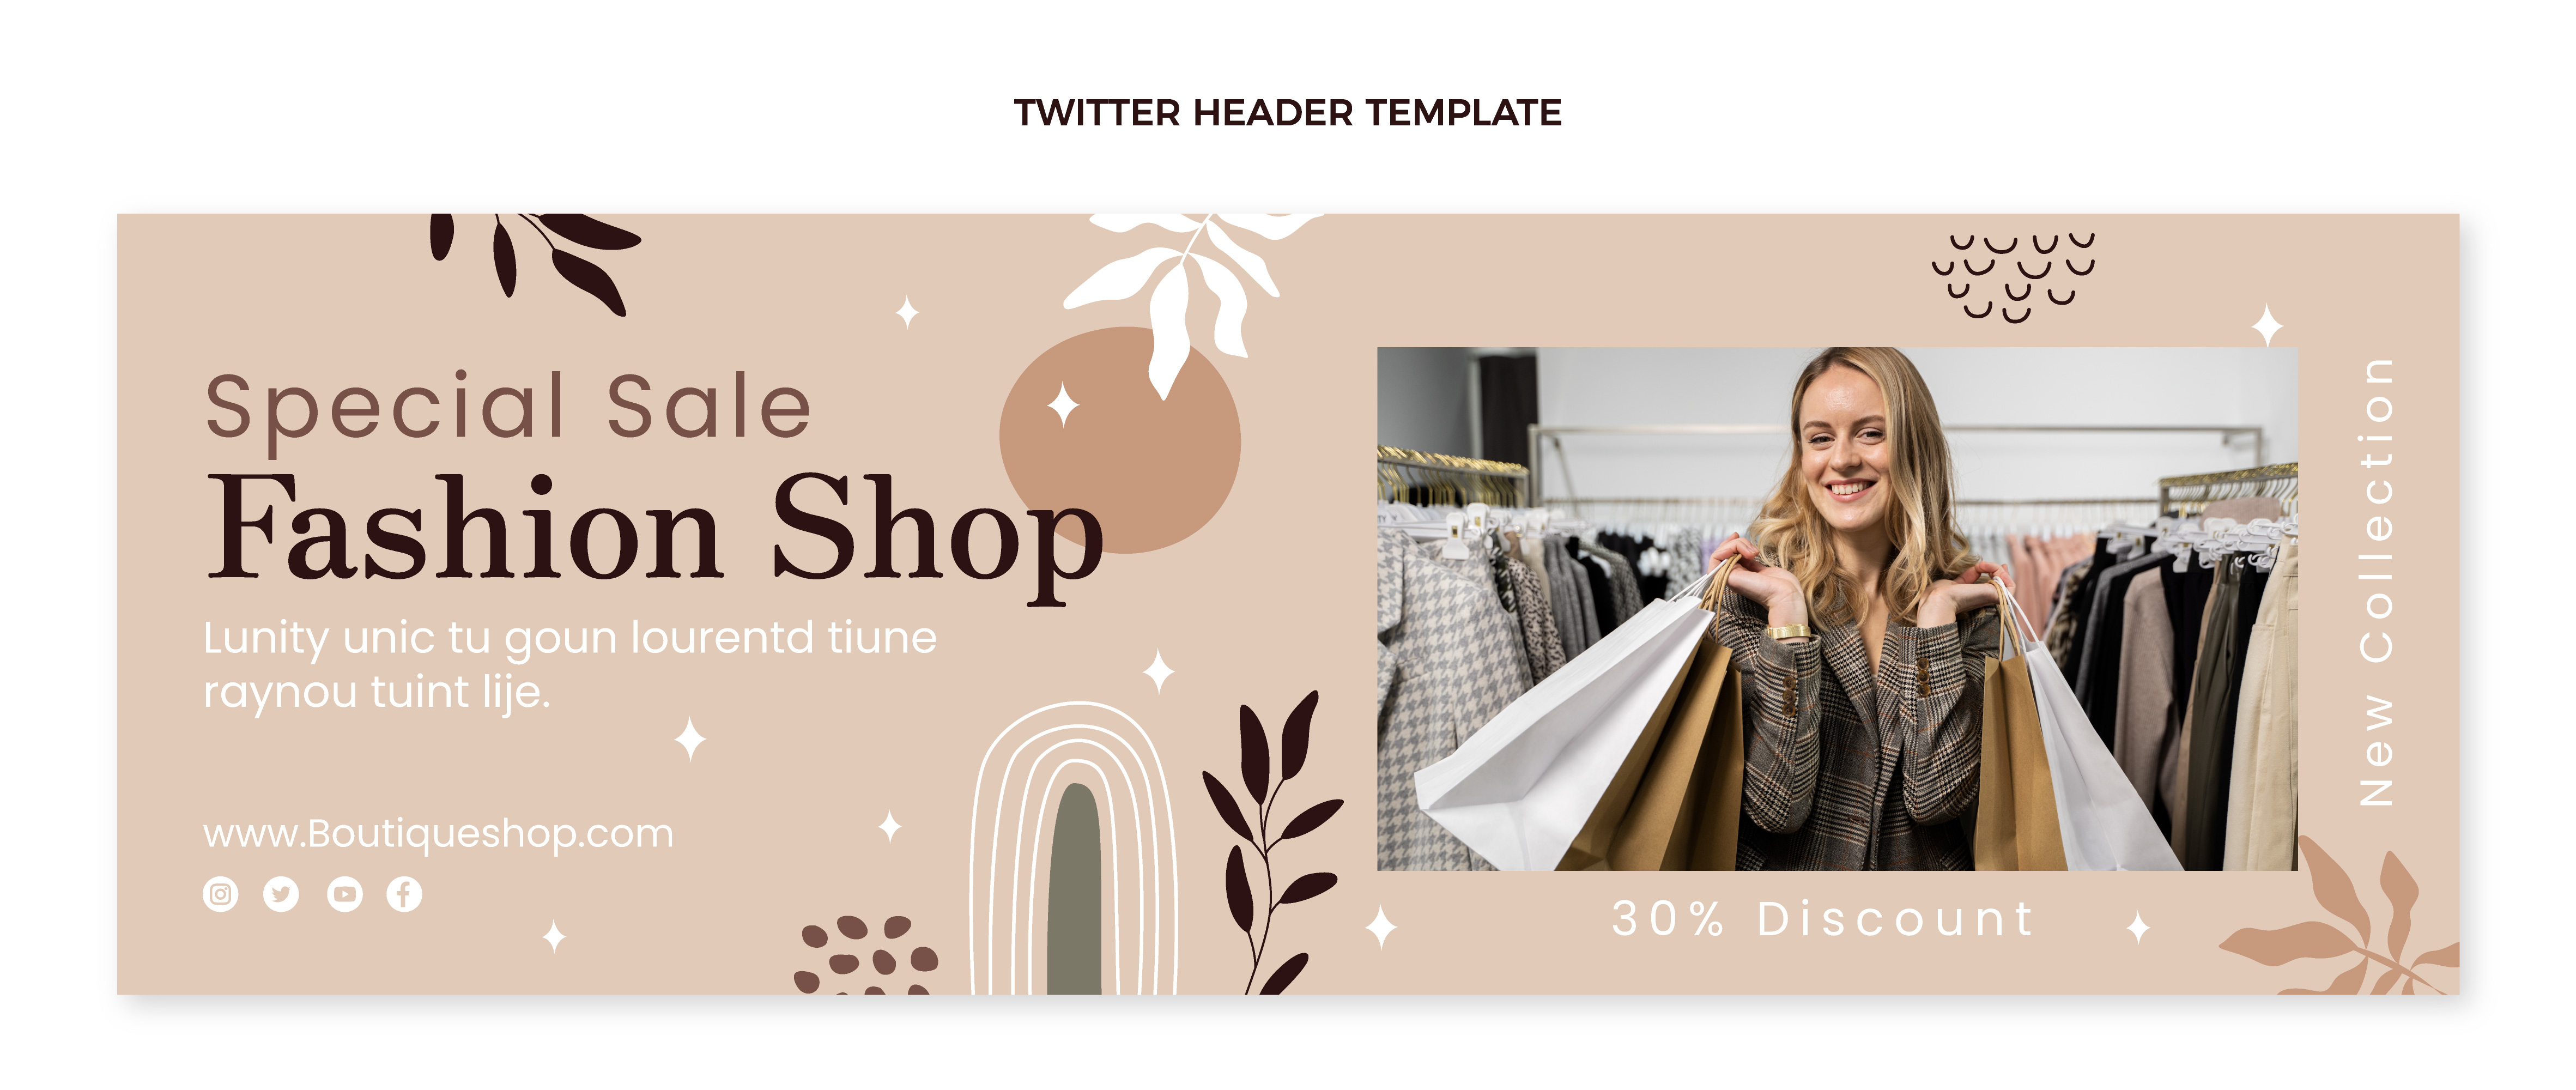 TWITTER HEADER TEMPLATE
Special Sale
Fashion Shop
Lunity unic tu goun lourentd tiune
raynou tuint lije.
www.Boutiqueshop.com
30% Discount
New Collection